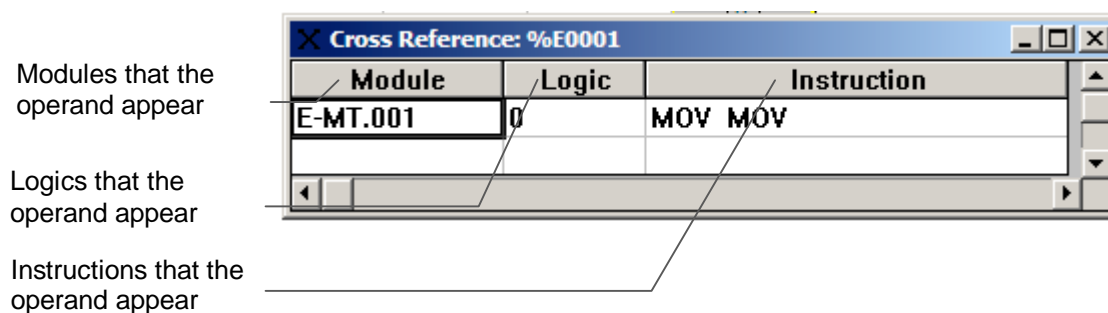 Cross Reference: %E0001
Modules that the
operand appear
Module Logic Instruction
E-MT.001 0 MOV MOV
Logics that the
operand appear
Instructions that the
operand appear